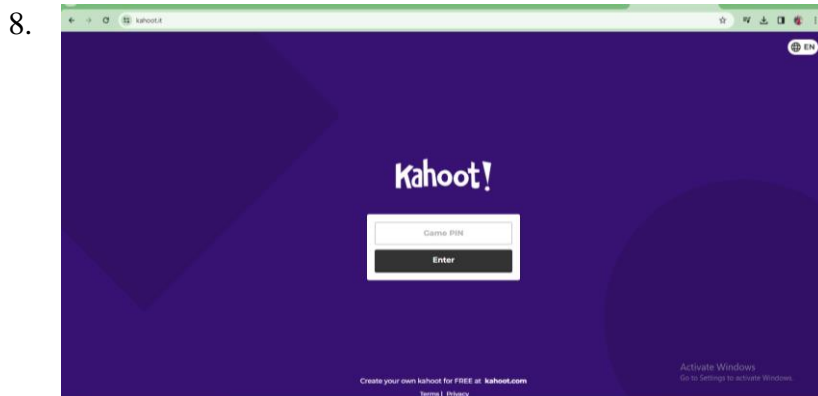 8.
kahoot.it
EN
Kahoot!
Game PIN
Enter
Create your own kahoot for FREE at kahoot.com
Terms | Privacy
Activate Windows
Go to Settings to activate Windows.